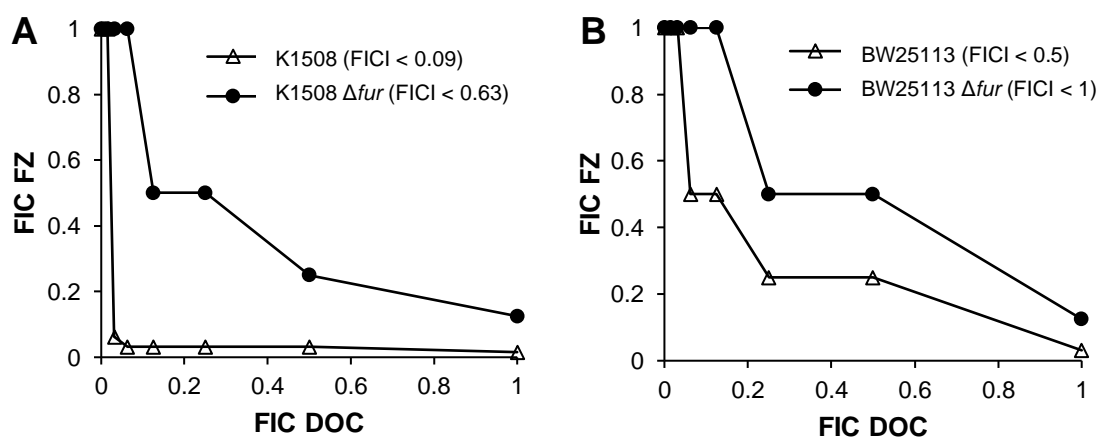 A
K1508 (FICI < 0.09)
K1508 Δfur (FICI < 0.63)
1
0.8
0.6
0.4
0.2
0
FIC FZ
0 0.2 0.4 0.6 0.8 1
FIC DOC
B
BW25113 (FICI < 0.5)
BW25113 Δfur (FICI < 1)
1
0.8
0.6
0.4
0.2
0
FIC FZ
0 0.2 0.4 0.6 0.8 1
FIC DOC